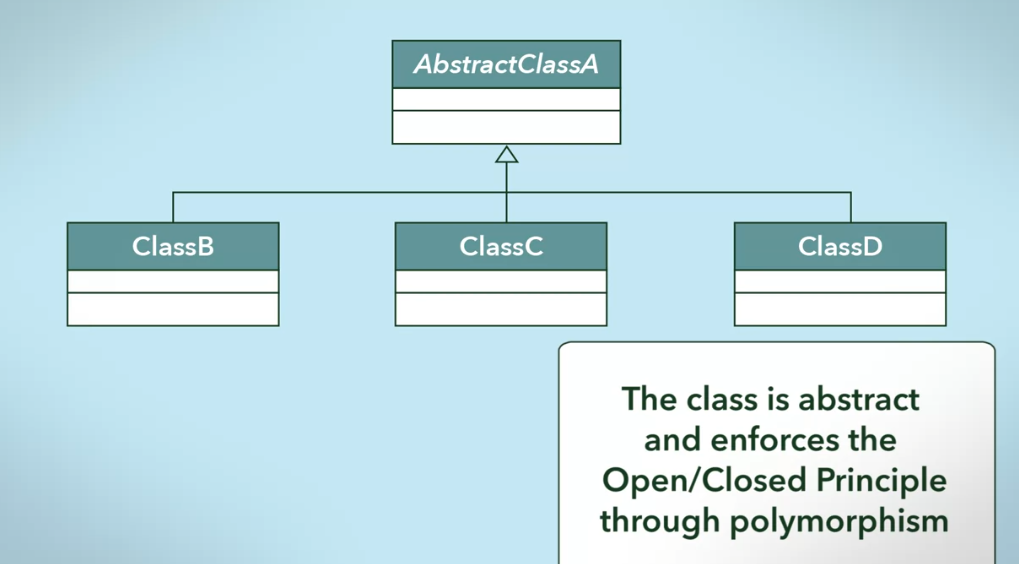 AbstractClassA
ClassB
ClassC
ClassD
The class is abstract
and enforces the
Open/Closed Principle
through polymorphism